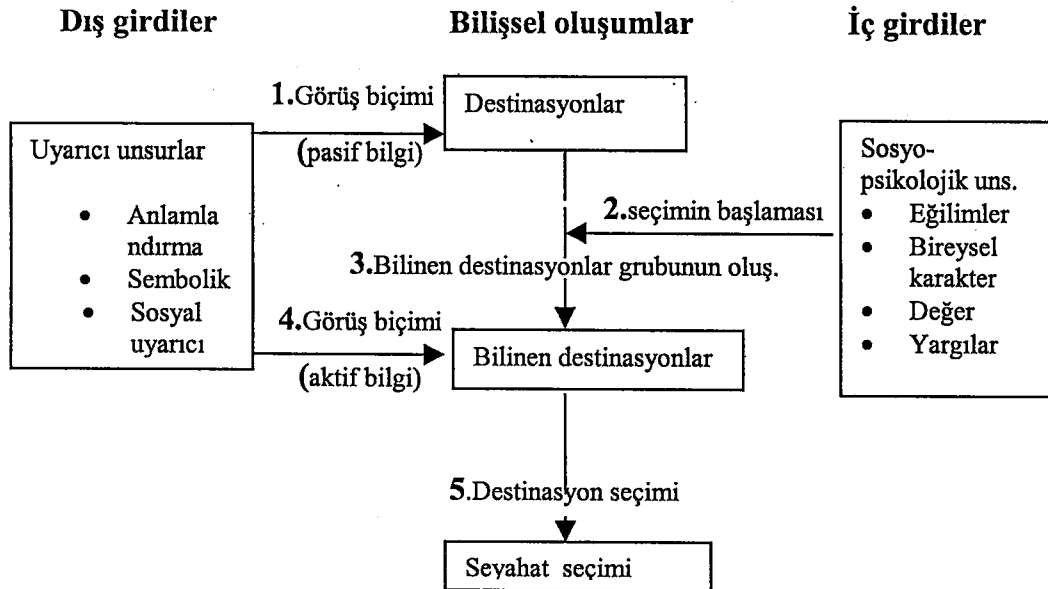 Dış girdiler
Bilişsel oluşumlar
İç girdiler
1.Görüş biçimi
(pasif bilgi)
Destinasyonlar
Uyarıcı unsurlar
• Anlamla
ndırma
• Sembolik
• Sosyal
uyarıcı
Sosyo-
psikolojik uns.
• Eğilimler
• Bireysel
karakter
• Değer
• Yargılar
2.seçimin başlaması
3.Bilinen destinasyonlar grubunun oluş.
4.Görüş biçimi
(aktif bilgi)
Bilinen destinasyonlar
5.Destinasyon seçimi
Seyahat seçimi